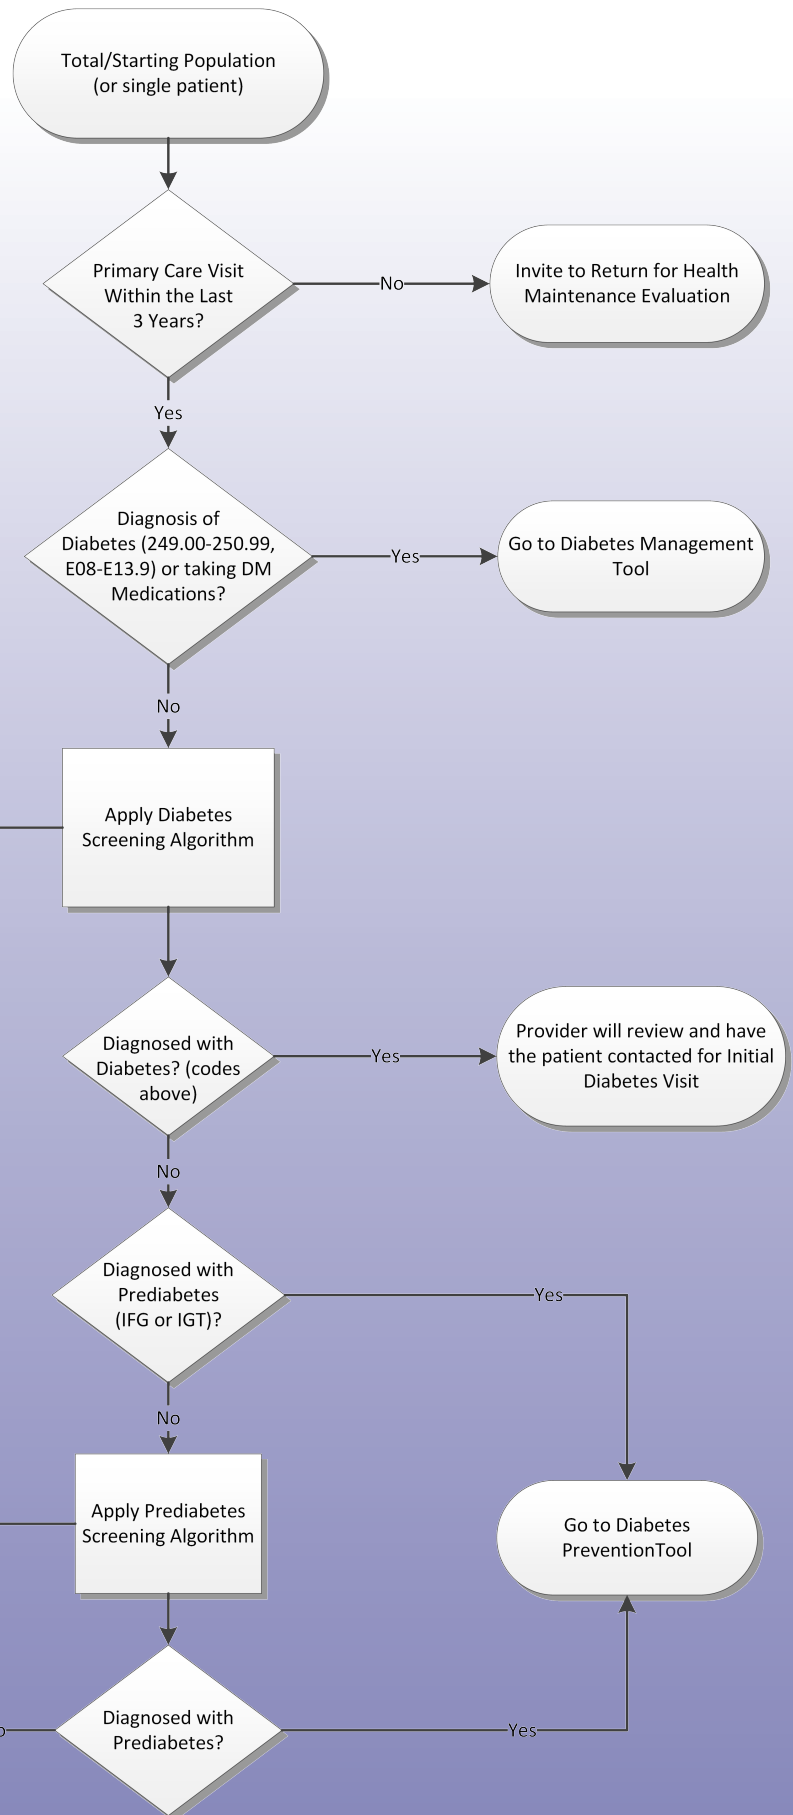 Total/Starting Population
(or single patient)
Primary Care Visit
Within the Last
3 Years?
No
Invite to Return for Health
Maintenance Evaluation
Yes
Diagnosis of
Diabetes (249.00-250.99,
E08-E13.9) or taking DM
Medications?
Yes
Go to Diabetes Management
Tool
No
Apply Diabetes
Screening Algorithm
Diagnosed with
Diabetes? (codes
above)
Yes
Provider will review and have
the patient contacted for Initial
Diabetes Visit
No
Diagnosed with
Prediabetes
(IFG or IGT)?
Yes
No
Apply Prediabetes
Screening Algorithm
Go to Diabetes
PreventionTool
Diagnosed with
Prediabetes?
Yes